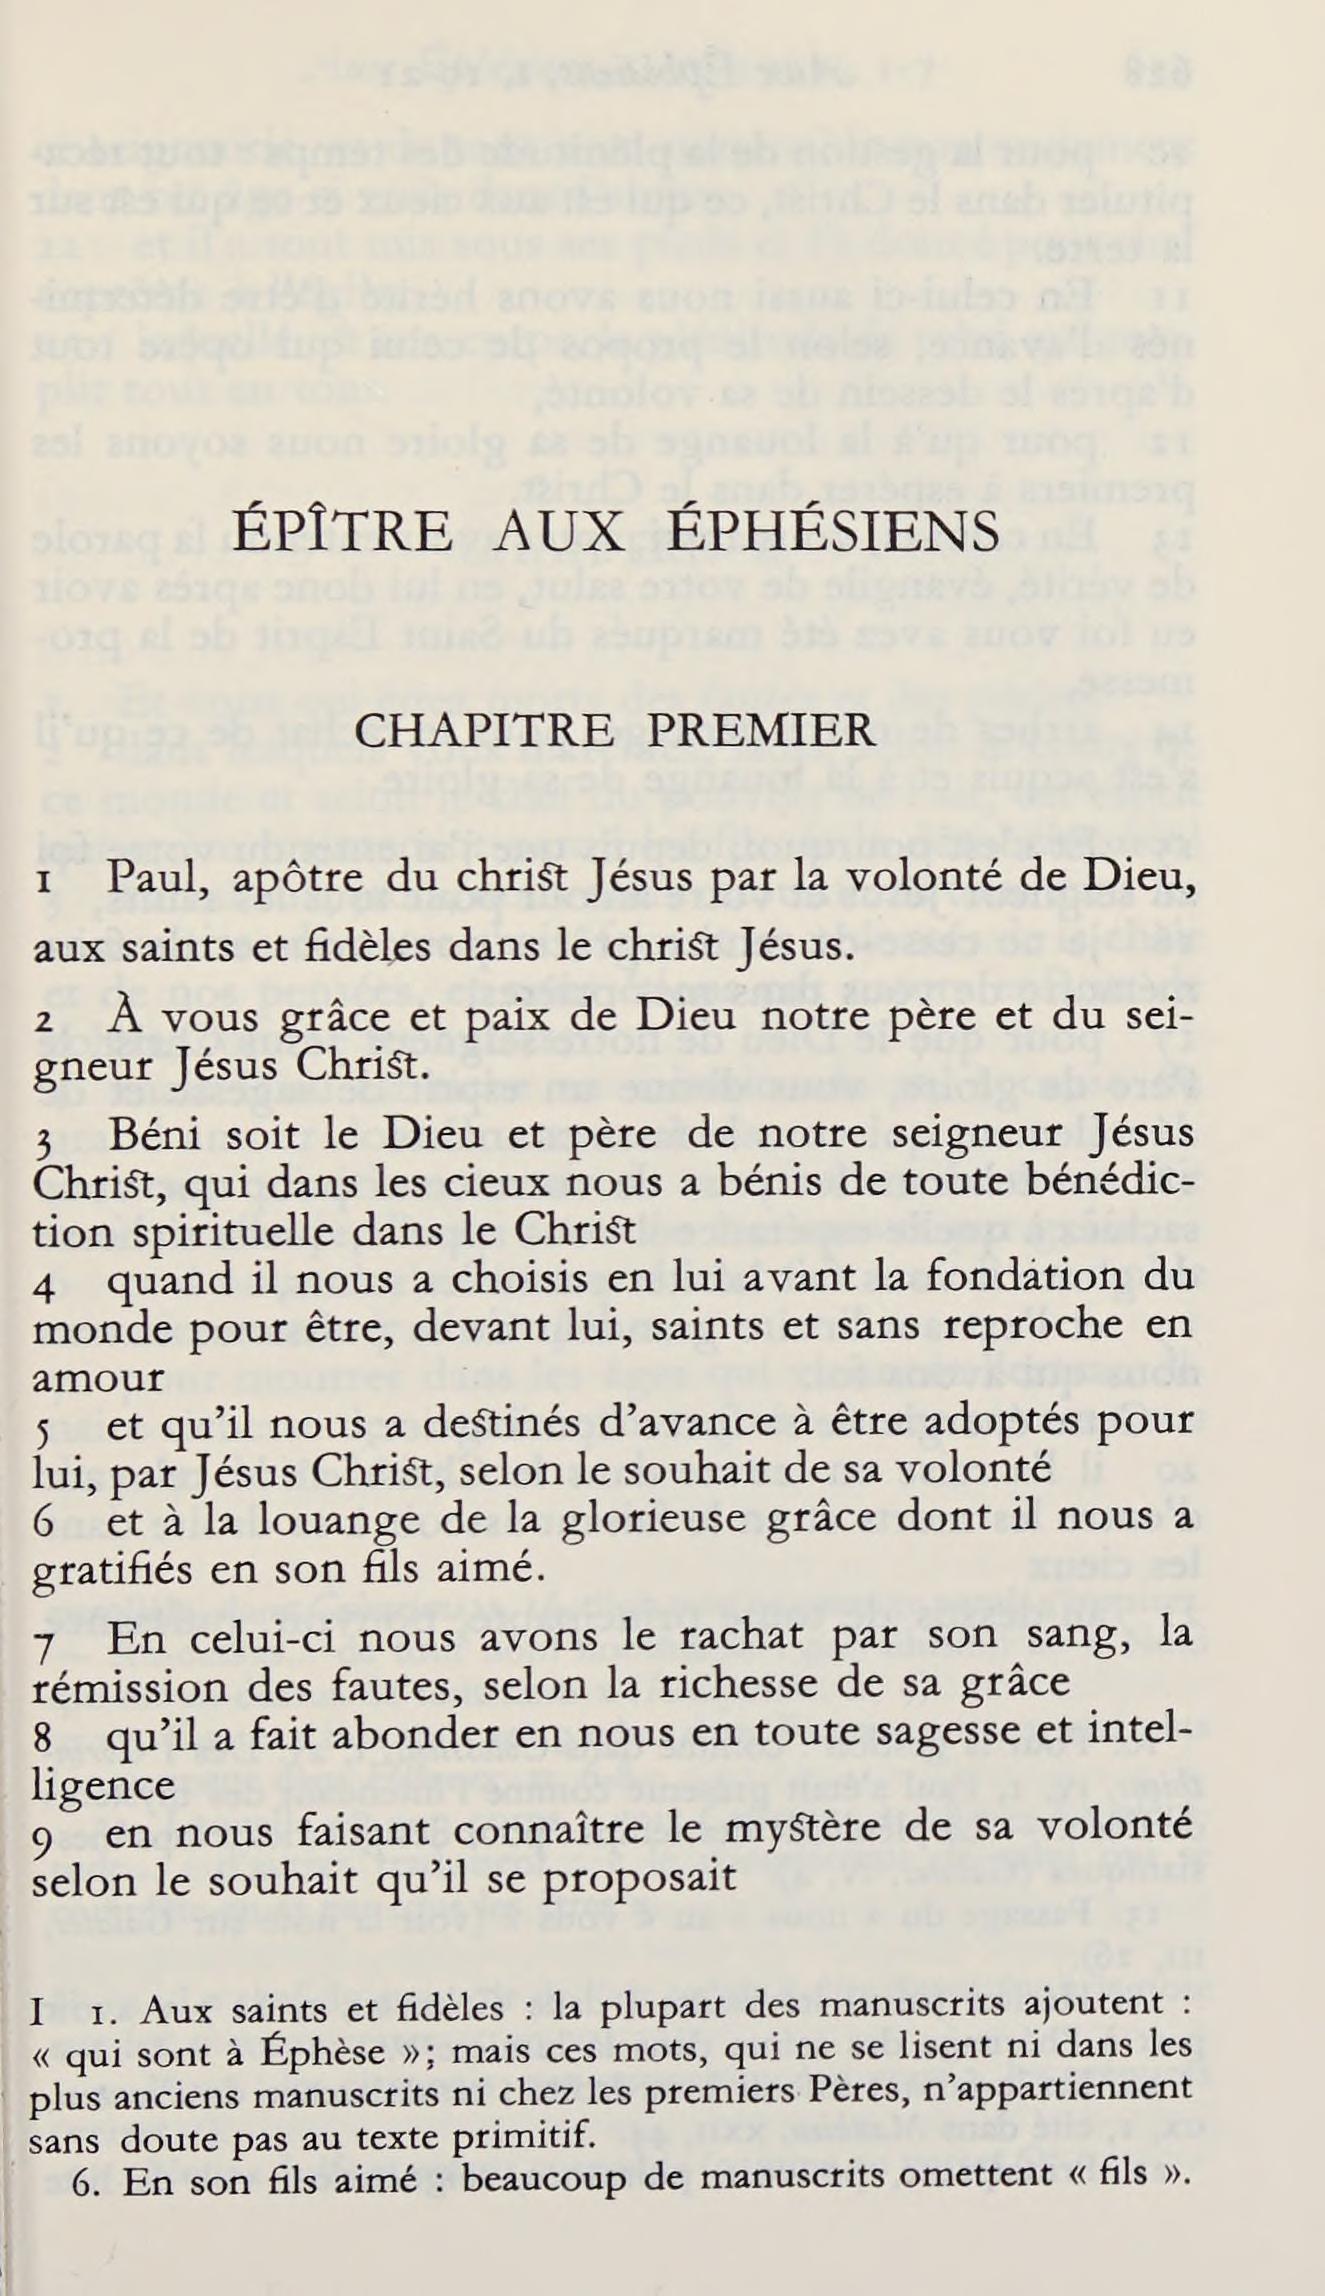 ÉPÎTRE AUX ÉPHÉSIENS
CHAPITRE PREMIER
1 Paul, apôtre du christ Jésus par la volonté de Dieu,
aux saints et fidèles dans le christ Jésus.
2 À vous grâce et paix de Dieu notre père et du sei-
gneur Jésus Christ.
3 Béni soit le Dieu et père de notre seigneur Jésus
Christ, qui dans les cieux nous a bénis de toute bénédic-
tion spirituelle dans le Christ
4 quand il nous a choisis en lui avant la fondation du
monde pour être, devant lui, saints et sans reproche en
amour
5 et qu’il nous a destinés d’avance à être adoptés pour
lui, par Jésus Christ, selon le souhait de sa volonté
6 et à la louange de la glorieuse grâce dont il nous a
gratifiés en son fils aimé.
7 En celui-ci nous avons le rachat par son sang, la
rémission des fautes, selon la richesse de sa grâce
8 qu’il a fait abonder en nous en toute sagesse et intel-
ligence
9 en nous faisant connaître le mystère de sa volonté
selon le souhait qu’il se proposait
I 1. Aux saints et fidèles : la plupart des manuscrits ajoutent :
« qui sont à Éphèse »; mais ces mots, qui ne se lisent ni dans les
plus anciens manuscrits ni chez les premiers Pères, n’appartiennent
sans doute pas au texte primitif.
6. En son fils aimé : beaucoup de manuscrits omettent « fils ».